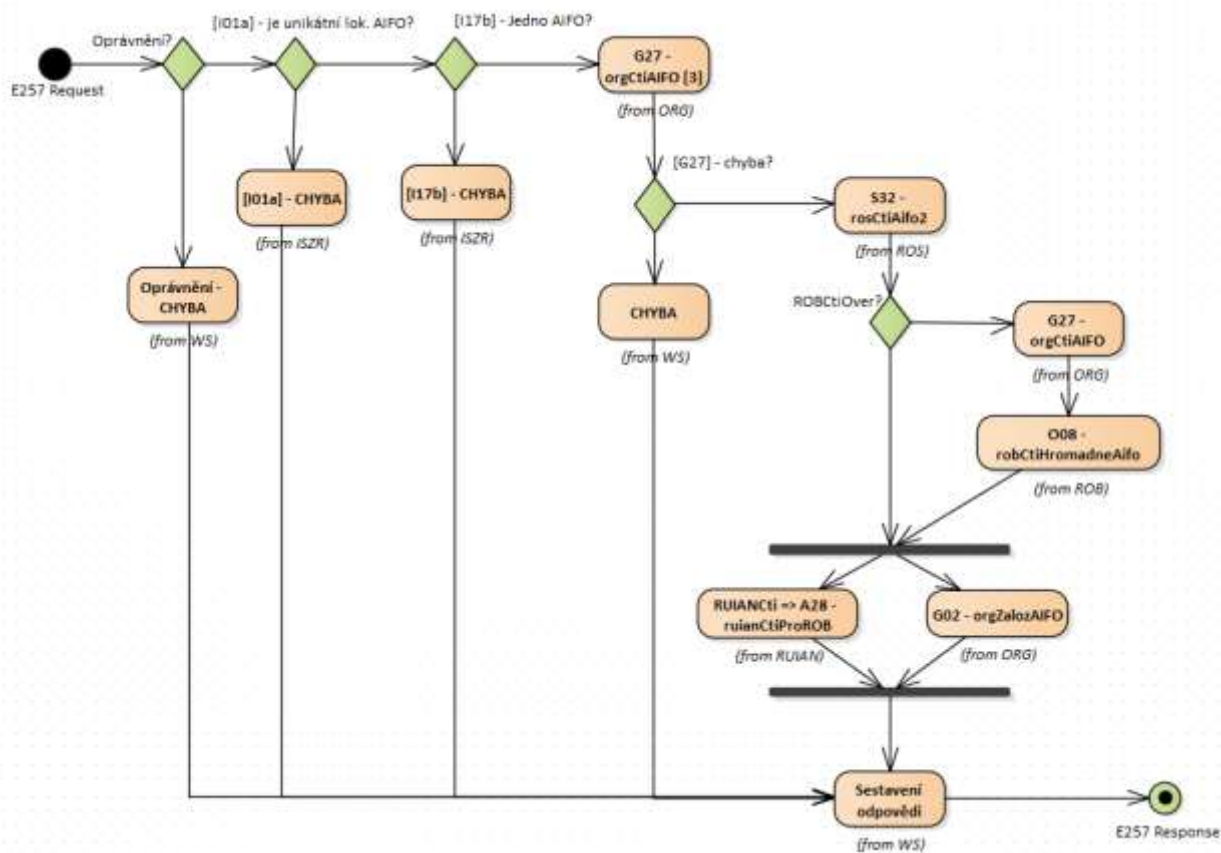 Oprávnění?
[I01a] - je unikátní lok. AIFO?
[I17b] - Jedno AIFO?
E257 Request
G27 -
orgCtiAIFO [3]
(from ORG)
[G27] - chyba?
[I01a] - CHYBA
(from ISZR)
[I17b] - CHYBA
(from ISZR)
S32 -
rosCtiAifo2
(from ROS)
Oprávnění -
CHYBA
(from WS)
CHYBA
(from WS)
ROBCtiOver?
G27 -
orgCtiAIFO
(from ORG)
O08 -
robCtiHromadneAifo
(from ROB)
RUIANCti => A28 -
ruianCtiProROB
(from RUIAN)
G02 - orgZalozAIFO
(from ORG)
Sestavení
odpovědi
(from WS)
E257 Response